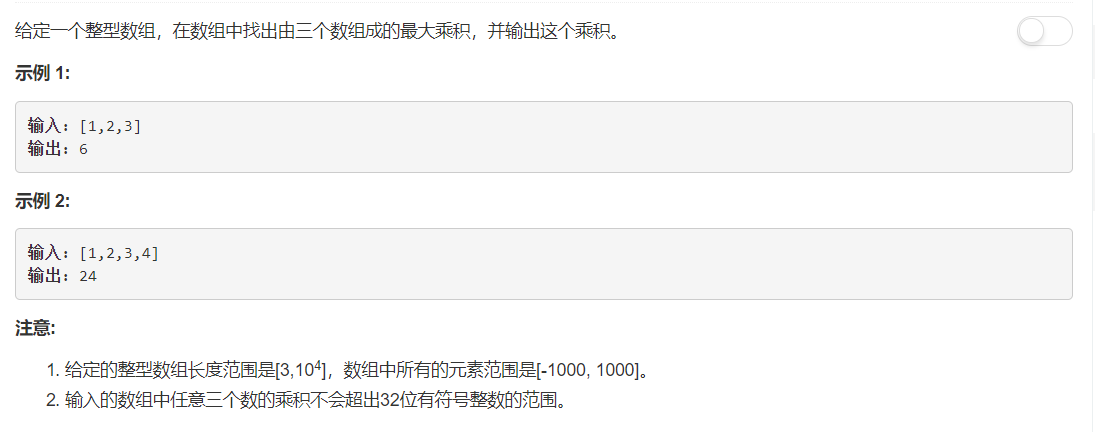 给定一个整型数组，在数组中找出由三个数组成的最大乘积，并输出这个乘积。
示例 1:
输入: [1,2,3]
输出: 6
示例 2:
输入: [1,2,3,4]
输出: 24
注意:
1. 给定的整型数组长度范围是[3,10⁴]，数组中所有的元素范围是[-1000, 1000]。
2. 输入的数组中任意三个数的乘积不会超出32位有符号整数的范围。